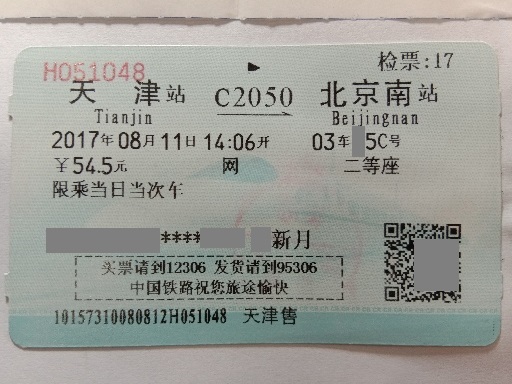 H051048
检票:17
天津站 C2050 北京南站
Tianjin Beijingnan
2017年08月11日14:06开 03车5C号
￥54.5元 网 二等座
限乘当日当次车
****新月
买票请到12306 发货请到95306
中国铁路祝您旅途愉快
10157310080812H051048 天津售